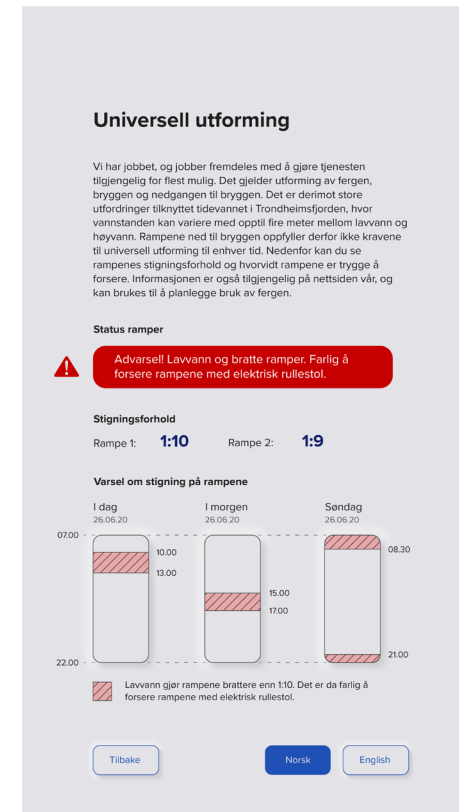 Universell utforming
Vi har jobbet, og jobber fremdeles med å gjøre tjenesten
tilgjengelig for flest mulig. Det gjelder utforming av fergen,
bryggen og nedgangen til bryggen. Det er derimot store
utfordringer tilknyttet tidevannet i Trondheimsfjorden, hvor
vannstanden kan variere med opptil fire meter mellom lavvann og
høyvann. Rampene ned til bryggen oppfyller derfor ikke kravene
til universell utforming til enhver tid. Nedenfor kan du se
rampenes stigningsforhold og hvorvidt rampene er trygge å
forsere. Informasjonen er også tilgjengelig på nettsiden vår, og
kan brukes til å planlegge bruk av fergen.
Status ramper
Advarsel! Lavvann og bratte ramper. Farlig å
forsere rampene med elektrisk rullestol.
Stigningsforhold
Rampe 1: 1:10 Rampe 2: 1:9
Varsel om stigning på rampene
I dag I morgen Søndag
26.06.20 26.06.20 26.06.20
07.00
10.00 08.30
13.00
15.00
17.00
21.00
22.00
Lavvann gjør rampene brattere enn 1:10. Det er da farlig å
forsere rampene med elektrisk rullestol.
Tilbake Norsk English